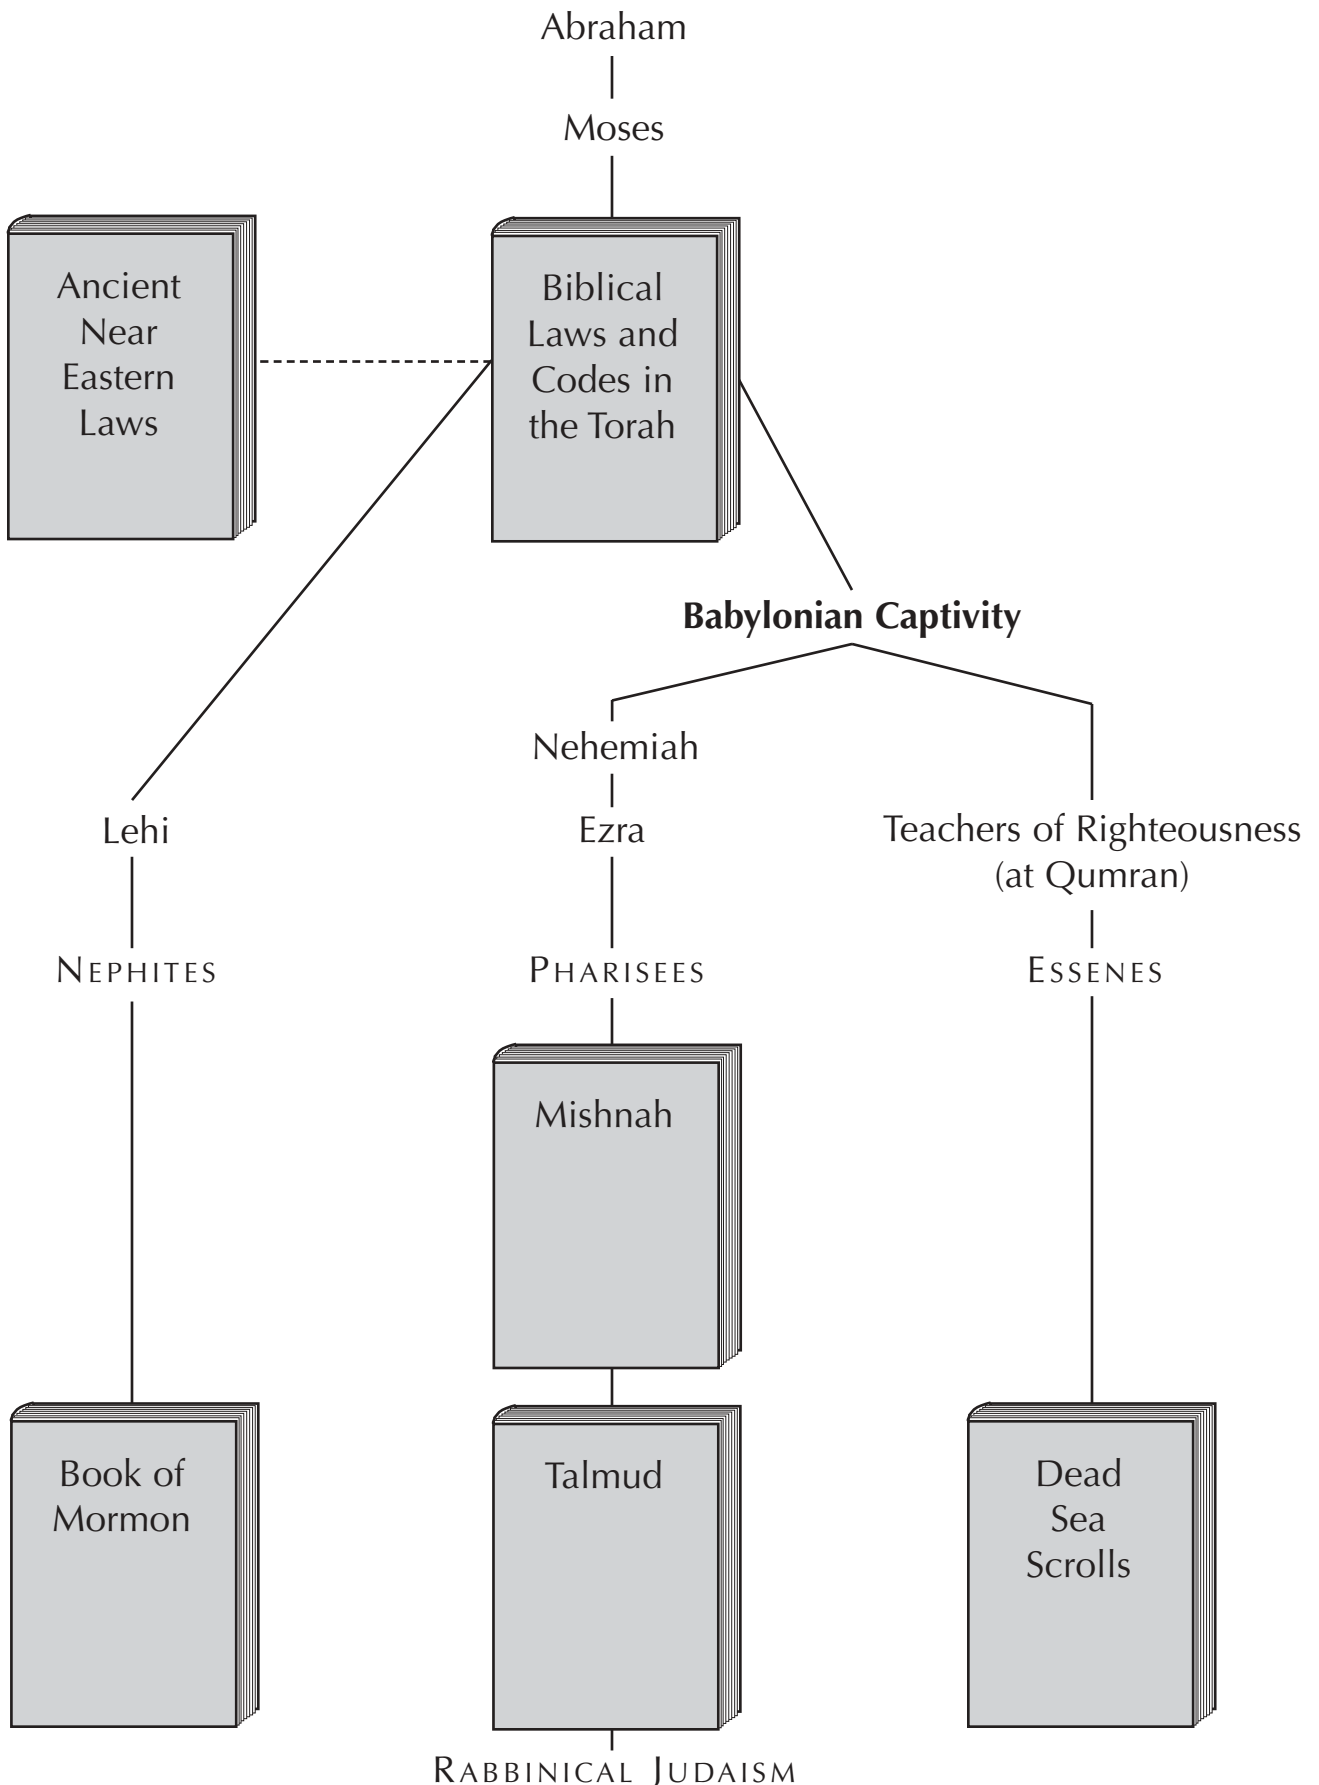 Abraham
Moses
Ancient
Near
Eastern
Laws
Biblical
Laws and
Codes in
the Torah
Babylonian Captivity
Nehemiah
Lehi
Ezra
Teachers of Righteousness
(at Qumran)
NEPHITES
PHARISEES
ESSENES
Mishnah
Book of
Mormon
Talmud
Dead
Sea
Scrolls
RABBINICAL JUDAISM